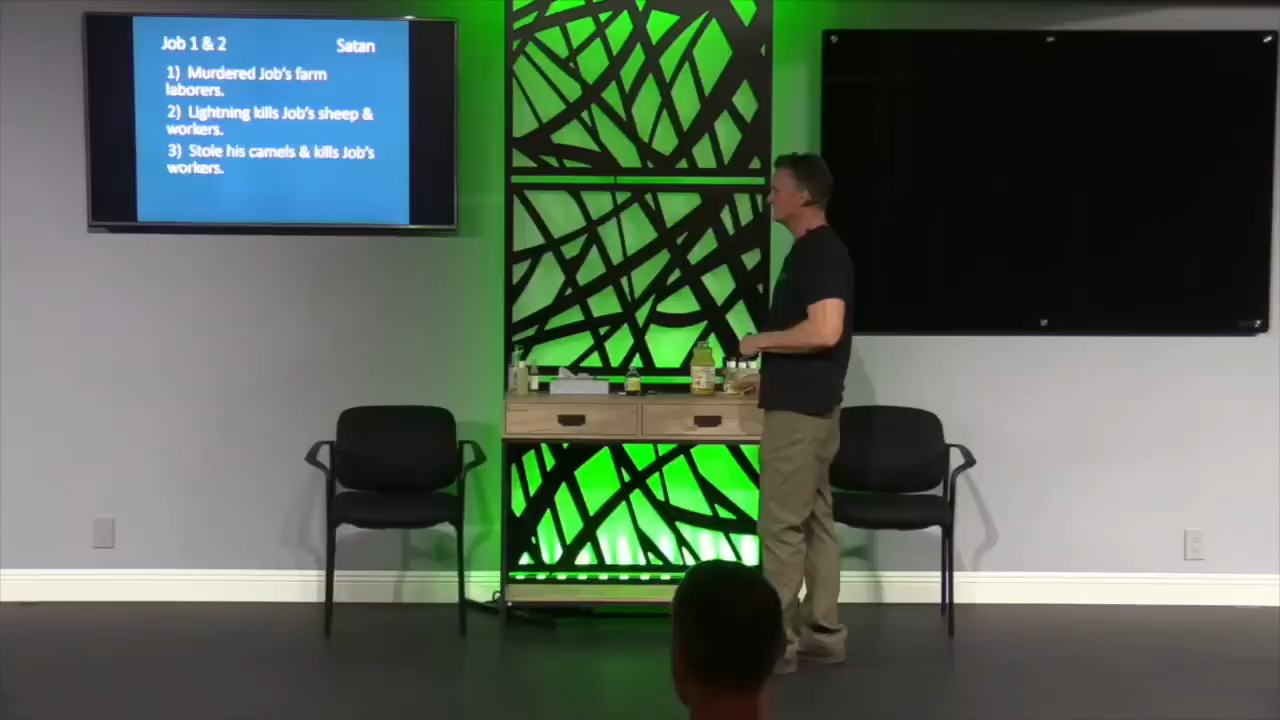 Job 1 & 2 Satan
1) Murdered Job's farm
laborers.
2) Lightning kills Job's sheep &
workers.
3) Stole his camels & kills Job's
workers.